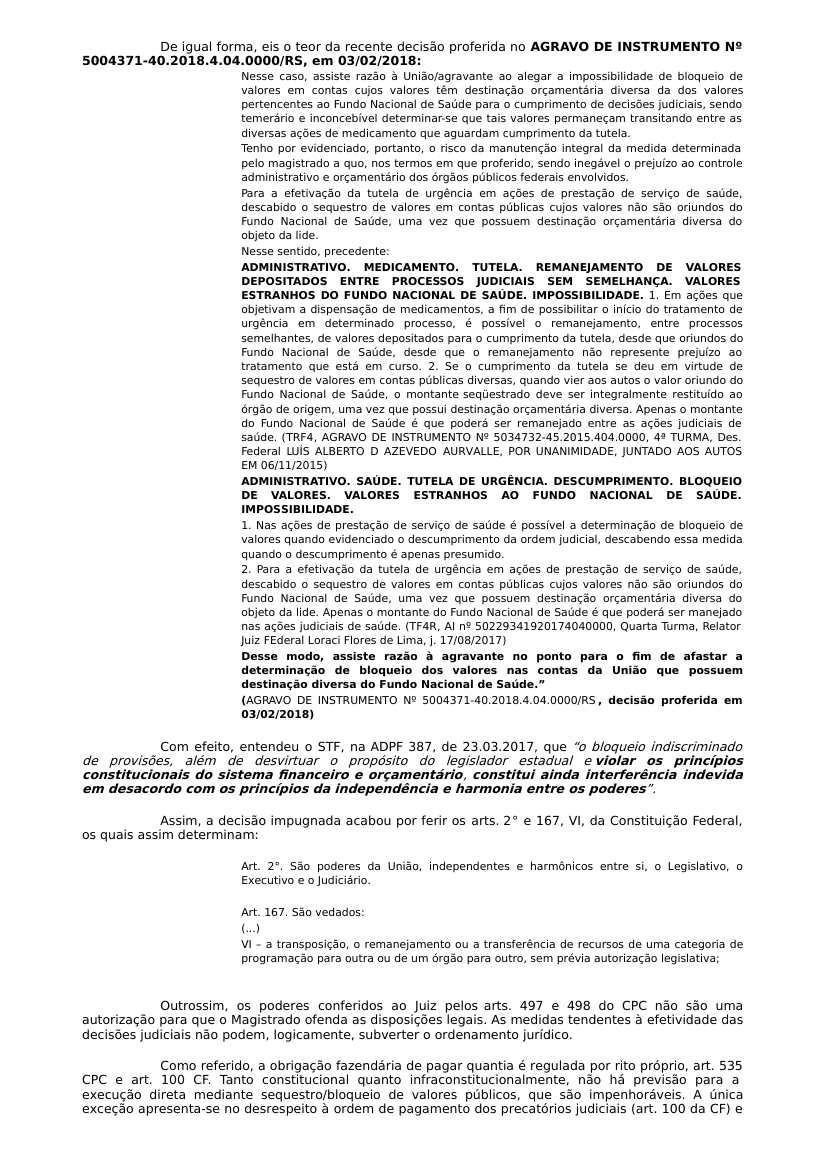 De igual forma, eis o teor da recente decisão proferida no AGRAVO DE INSTRUMENTO Nº
5004371-40.2018.4.04.0000/RS, em 03/02/2018:
Nesse caso, assiste razão à União/agravante ao alegar a impossibilidade de bloqueio de
valores em contas cujos valores têm destinação orçamentária diversa da dos valores
pertencentes ao Fundo Nacional de Saúde para o cumprimento de decisões judiciais, sendo
temerário e inconcebível determinar-se que tais valores permaneçam transitando entre as
diversas ações de medicamento que aguardam cumprimento da tutela.
Tenho por evidenciado, portanto, o risco da manutenção integral da medida determinada
pelo magistrado a quo, nos termos em que proferido, sendo inegável o prejuízo ao controle
administrativo e orçamentário dos órgãos públicos federais envolvidos.
Para a efetivação da tutela de urgência em ações de prestação de serviço de saúde,
descabido o sequestro de valores em contas públicas cujos valores não são oriundos do
Fundo Nacional de Saúde, uma vez que possuem destinação orçamentária diversa do
objeto da lide.
Nesse sentido, precedente:
ADMINISTRATIVO. MEDICAMENTO. TUTELA. REMANEJAMENTO DE VALORES
DEPOSITADOS ENTRE PROCESSOS JUDICIAIS SEM SEMELHANÇA. VALORES
ESTRANHOS DO FUNDO NACIONAL DE SAÚDE. IMPOSSIBILIDADE. 1. Em ações que
objetivam a dispensação de medicamentos, a fim de possibilitar o início do tratamento de
urgência em determinado processo, é possível o remanejamento, entre processos
semelhantes, de valores depositados para o cumprimento da tutela, desde que oriundos do
Fundo Nacional de Saúde, desde que o remanejamento não represente prejuízo ao
tratamento que está em curso. 2. Se o cumprimento da tutela se deu em virtude de
sequestro de valores em contas públicas diversas, quando vier aos autos o valor oriundo do
Fundo Nacional de Saúde, o montante seqüestrado deve ser integralmente restituído ao
órgão de origem, uma vez que possui destinação orçamentária diversa. Apenas o montante
do Fundo Nacional de Saúde é que poderá ser remanejado entre as ações judiciais de
saúde. (TRF4, AGRAVO DE INSTRUMENTO Nº 5034732-45.2015.404.0000, 4ª TURMA, Des.
Federal LUÍS ALBERTO D AZEVEDO AURVALLE, POR UNANIMIDADE, JUNTADO AOS AUTOS
EM 06/11/2015)
ADMINISTRATIVO. SAÚDE. TUTELA DE URGÊNCIA. DESCUMPRIMENTO. BLOQUEIO
DE VALORES. VALORES ESTRANHOS AO FUNDO NACIONAL DE SAÚDE.
IMPOSSIBILIDADE.
1. Nas ações de prestação de serviço de saúde é possível a determinação de bloqueio de
valores quando evidenciado o descumprimento da ordem judicial, descabendo essa medida
quando o descumprimento é apenas presumido.
2. Para a efetivação da tutela de urgência em ações de prestação de serviço de saúde,
descabido o sequestro de valores em contas públicas cujos valores não são oriundos do
Fundo Nacional de Saúde, uma vez que possuem destinação orçamentária diversa do
objeto da lide. Apenas o montante do Fundo Nacional de Saúde é que poderá ser manejado
nas ações judiciais de saúde. (TF4R, AI nº 50229341920174040000, Quarta Turma, Relator
Juiz FEderal Loraci Flores de Lima, j. 17/08/2017)
Desse modo, assiste razão à agravante no ponto para o fim de afastar a
determinação de bloqueio dos valores nas contas da União que possuem
destinação diversa do Fundo Nacional de Saúde.”
(AGRAVO DE INSTRUMENTO Nº 5004371-40.2018.4.04.0000/RS, decisão proferida em
03/02/2018)
Com efeito, entendeu o STF, na ADPF 387, de 23.03.2017, que “o bloqueio indiscriminado
de provisões, além de desvirtuar o propósito do legislador estadual e violar os princípios
constitucionais do sistema financeiro e orçamentário, constitui ainda interferência indevida
em desacordo com os princípios da independência e harmonia entre os poderes”.
Assim, a decisão impugnada acabou por ferir os arts. 2° e 167, VI, da Constituição Federal,
os quais assim determinam:
Art. 2°. São poderes da União, independentes e harmônicos entre si, o Legislativo, o
Executivo e o Judiciário.
Art. 167. São vedados:
(...)
VI – a transposição, o remanejamento ou a transferência de recursos de uma categoria de
programação para outra ou de um órgão para outro, sem prévia autorização legislativa;
Outrossim, os poderes conferidos ao Juiz pelos arts. 497 e 498 do CPC não são uma
autorização para que o Magistrado ofenda as disposições legais. As medidas tendentes à efetividade das
decisões judiciais não podem, logicamente, subverter o ordenamento jurídico.
Como referido, a obrigação fazendária de pagar quantia é regulada por rito próprio, art. 535
CPC e art. 100 CF. Tanto constitucional quanto infraconstitucionalmente, não há previsão para a
execução direta mediante sequestro/bloqueio de valores públicos, que são impenhoráveis. A única
exceção apresenta-se no desrespeito à ordem de pagamento dos precatórios judiciais (art. 100 da CF) e